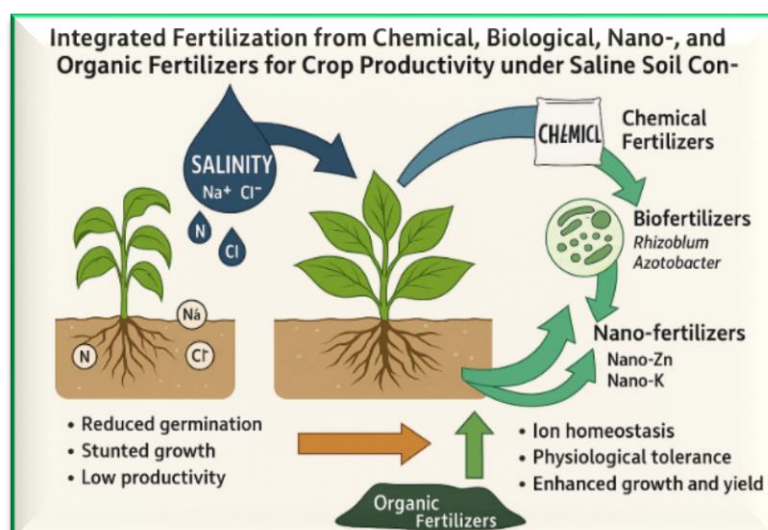 Integrated Fertilization from Chemical, Biological, Nano-, and
Organic Fertilizers for Crop Productivity under Saline Soil Con-
SALINITY
Na⁺ Cl⁻
N
Cl
CHEMICL
Chemical
Fertilizers
Biofertilizers
Rhizoblum
Azotobacter
Ná
N
Cl⁻
Nano-fertilizers
Nano-Zn
Nano-K
• Reduced germination
• Stunted growth
• Low productivity
• Ion homeostasis
• Physiological tolerance
• Enhanced growth and yield
Organic
Fertilizers